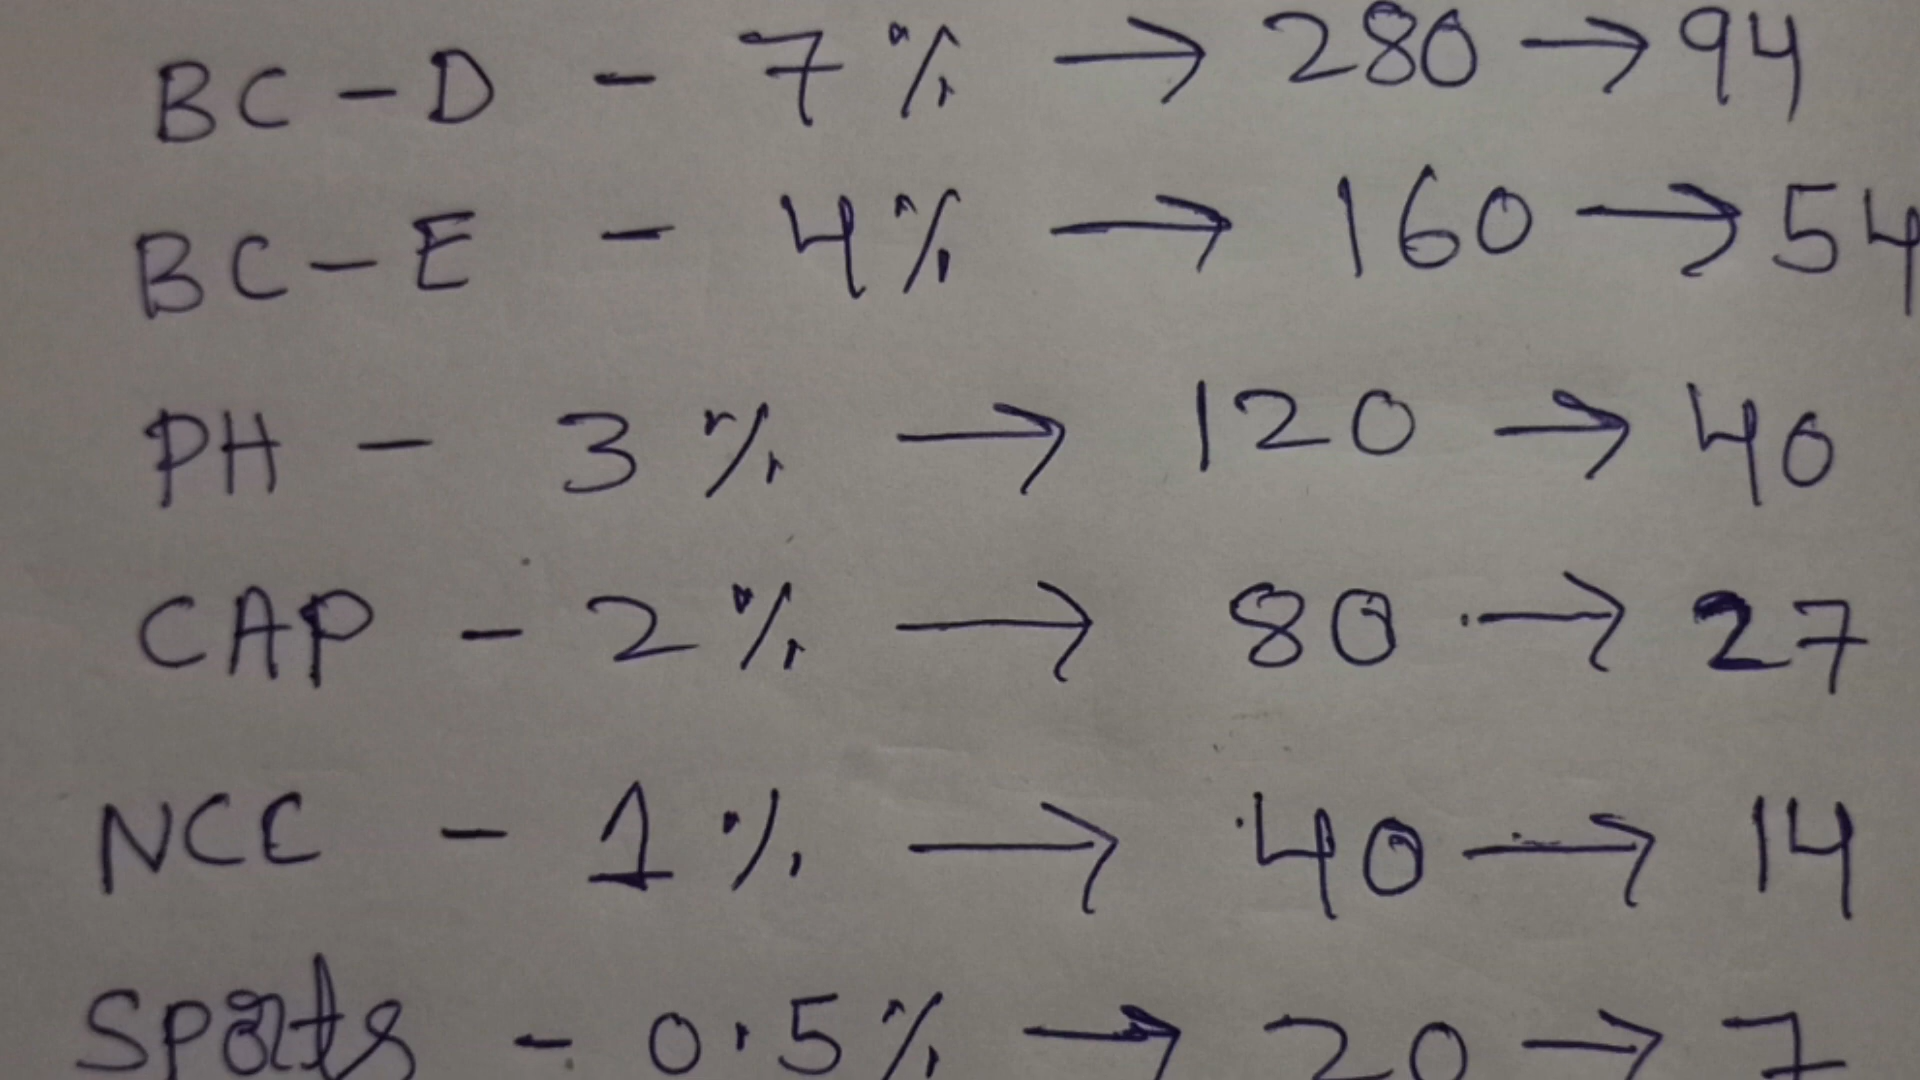 BC - D - 7% → 280 → 94
BC - E - 4% → 160 → 54
PH - 3% → 120 → 40
CAP - 2% → 80 → 27
NCC - 1% → 40 → 14
Sports - 0.5% → 20 → 7